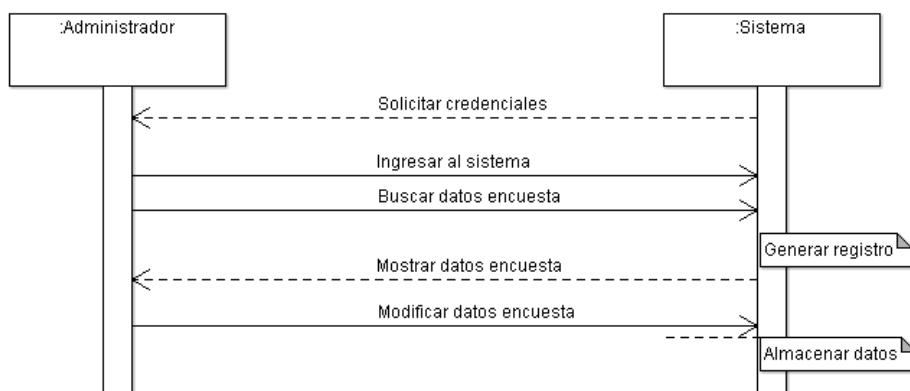 :Administrador
:Sistema
Solicitar credenciales
Ingresar al sistema
Buscar datos encuesta
Generar registro
Mostrar datos encuesta
Modificar datos encuesta
Almacenar datos